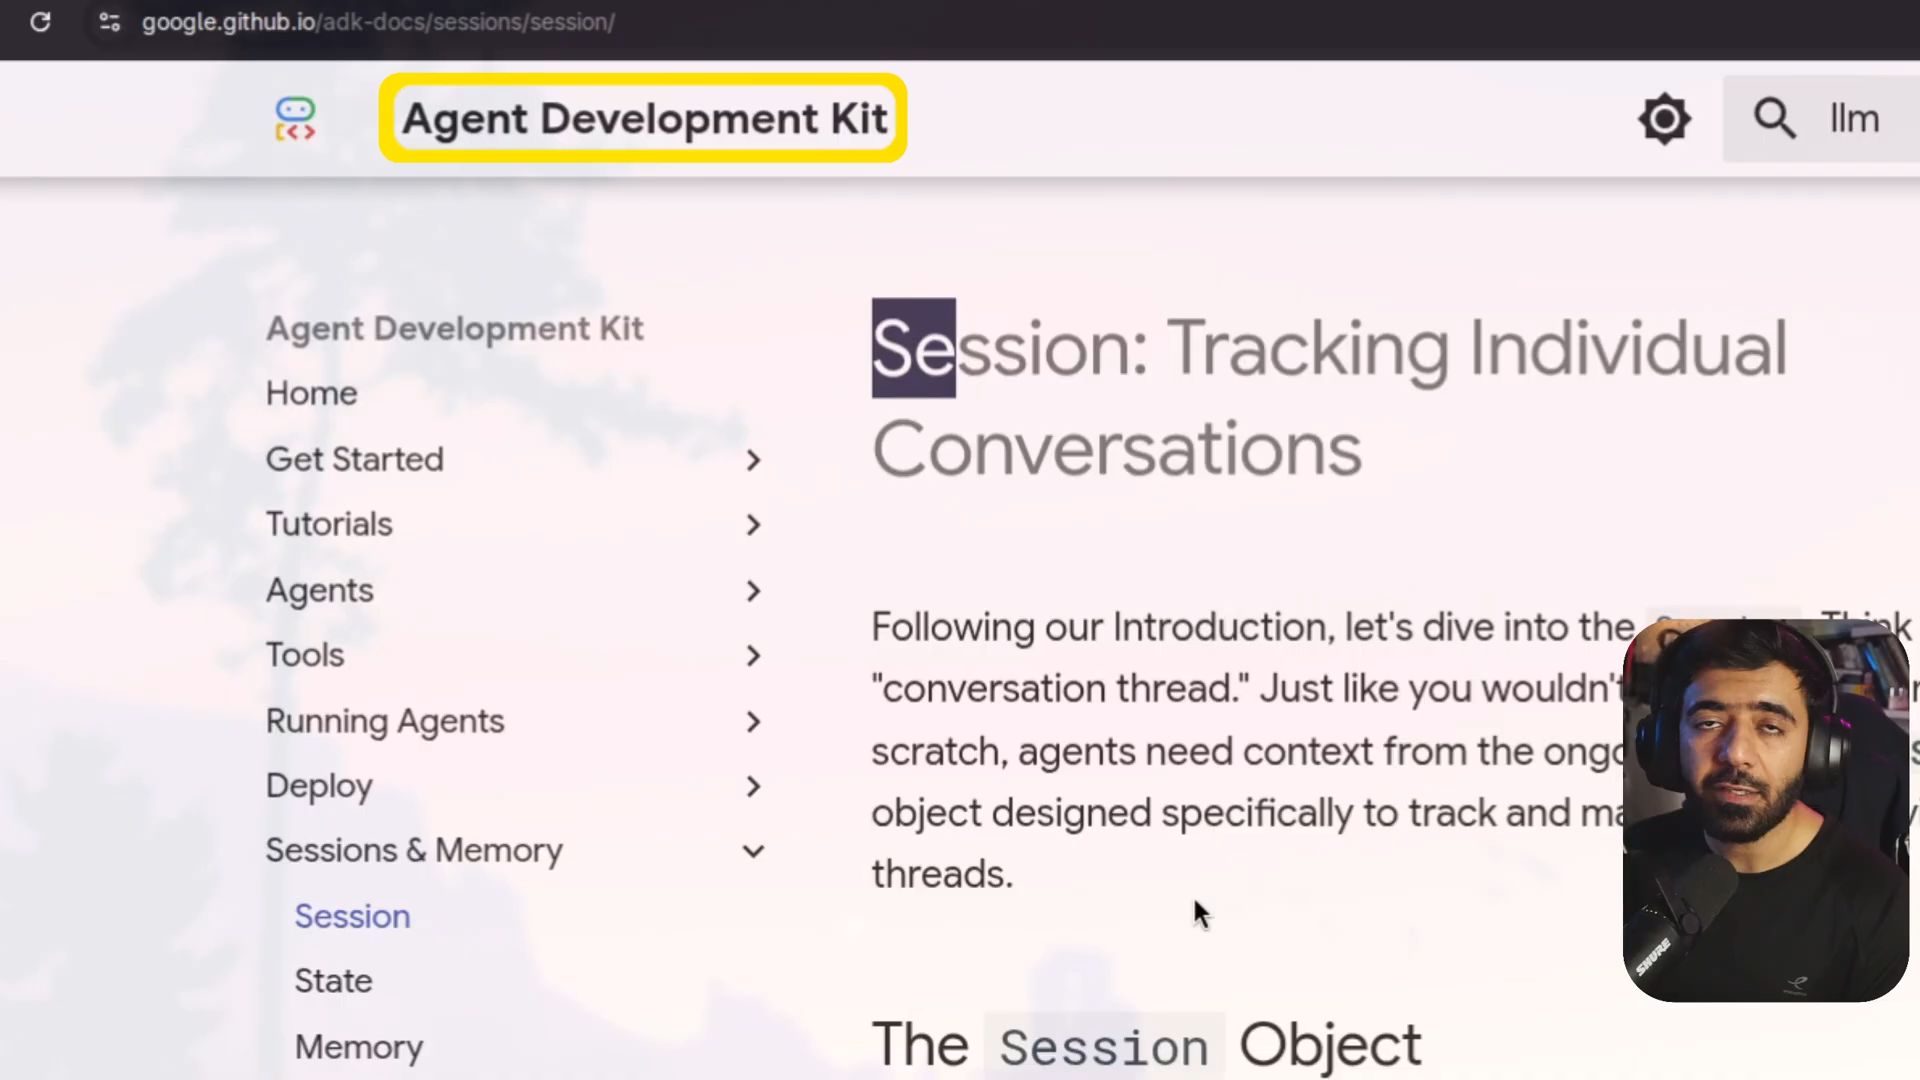 google.github.io/adk-docs/sessions/session/
Agent Development Kit
llm
Agent Development Kit
Home
Get Started
Tutorials
Agents
Tools
Running Agents
Deploy
Sessions & Memory
Session
State
Memory
Session: Tracking Individual
Conversations
Following our Introduction, let's dive into the
"conversation thread." Just like you wouldn't
scratch, agents need context from the
object designed specifically to track and
threads.
The Session Object
SHURE